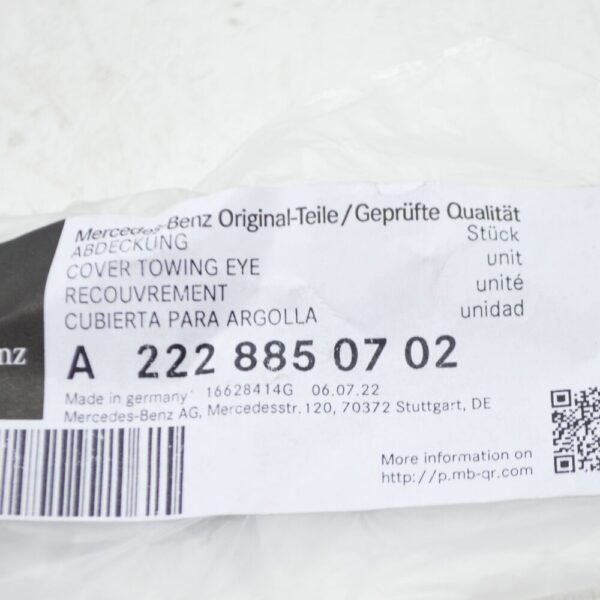 Mercedes-Benz Original-Teile/Geprüfte Qualität
ABDECKUNG Stück
COVER TOWING EYE unit
RECOUVREMENT unité
CUBIERTA PARA ARGOLLA unidad
nz
A 222 885 07 02
Made in germany 16628414G 06.07.22
Mercedes-Benz AG, Mercedesstr.120, 70372 Stuttgart, DE
More information on
http://p.mb-qr.com